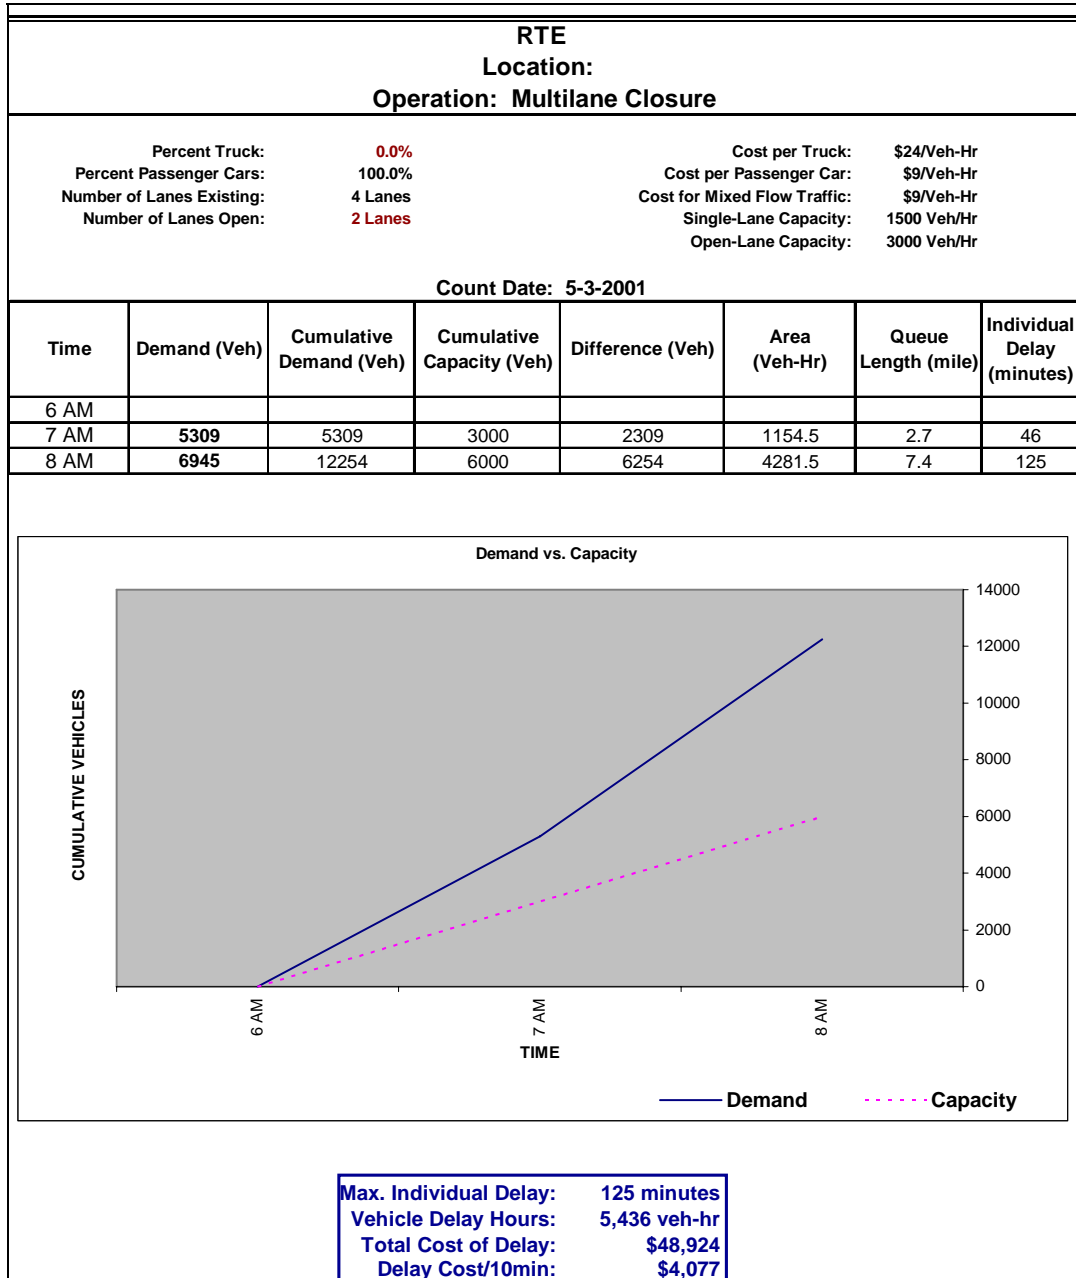 RTE
Location:
Operation: Multilane Closure
Percent Truck: 0.0% Cost per Truck: $24/Veh-Hr
Percent Passenger Cars: 100.0% Cost per Passenger Car: $9/Veh-Hr
Number of Lanes Existing: 4 Lanes Cost for Mixed Flow Traffic: $9/Veh-Hr
Number of Lanes Open: 2 Lanes Single-Lane Capacity: 1500 Veh/Hr
Open-Lane Capacity: 3000 Veh/Hr
Count Date: 5-3-2001
Time Demand (Veh) Cumulative Demand (Veh) Cumulative Capacity (Veh) Difference (Veh) Area (Veh-Hr) Queue Length (mile) Individual Delay (minutes)
6 AM
7 AM 5309 5309 3000 2309 1154.5 2.7 46
8 AM 6945 12254 6000 6254 4281.5 7.4 125
Demand vs. Capacity
CUMULATIVE VEHICLES
14000
12000
10000
8000
6000
4000
2000
0
6 AM 7 AM 8 AM
TIME
Demand Capacity
Max. Individual Delay: 125 minutes
Vehicle Delay Hours: 5,436 veh-hr
Total Cost of Delay: $48,924
Delay Cost/10min: $4,077